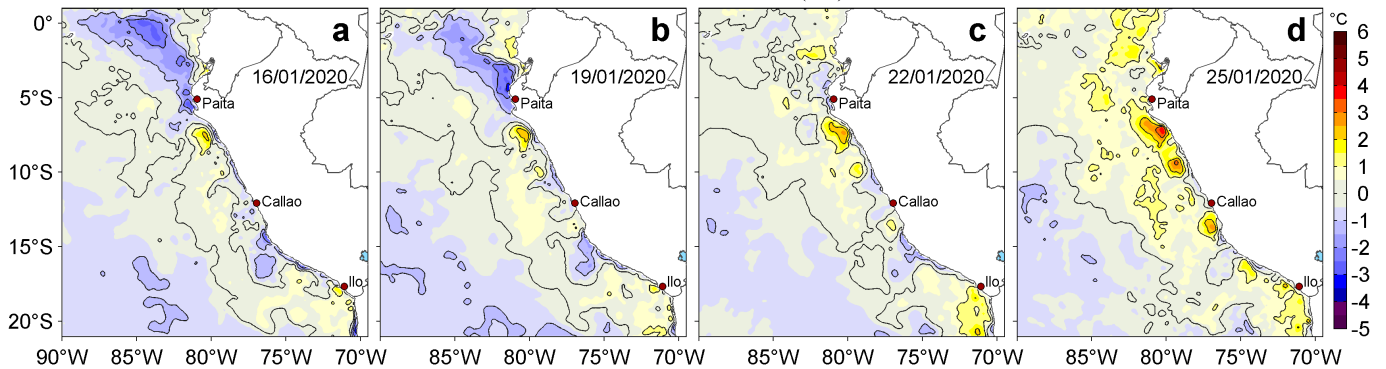 a
16/01/2020
Paita
Callao
Ilo
0°
5°S
10°S
15°S
20°S
90°W
85°W
80°W
75°W
70°W
b
19/01/2020
Paita
Callao
Ilo
85°W
80°W
75°W
70°W
c
22/01/2020
Paita
Callao
Ilo
85°W
80°W
75°W
70°W
d
25/01/2020
Paita
Callao
Ilo
85°W
80°W
75°W
70°W
°C
6
5
4
3
2
1
0
-1
-2
-3
-4
-5